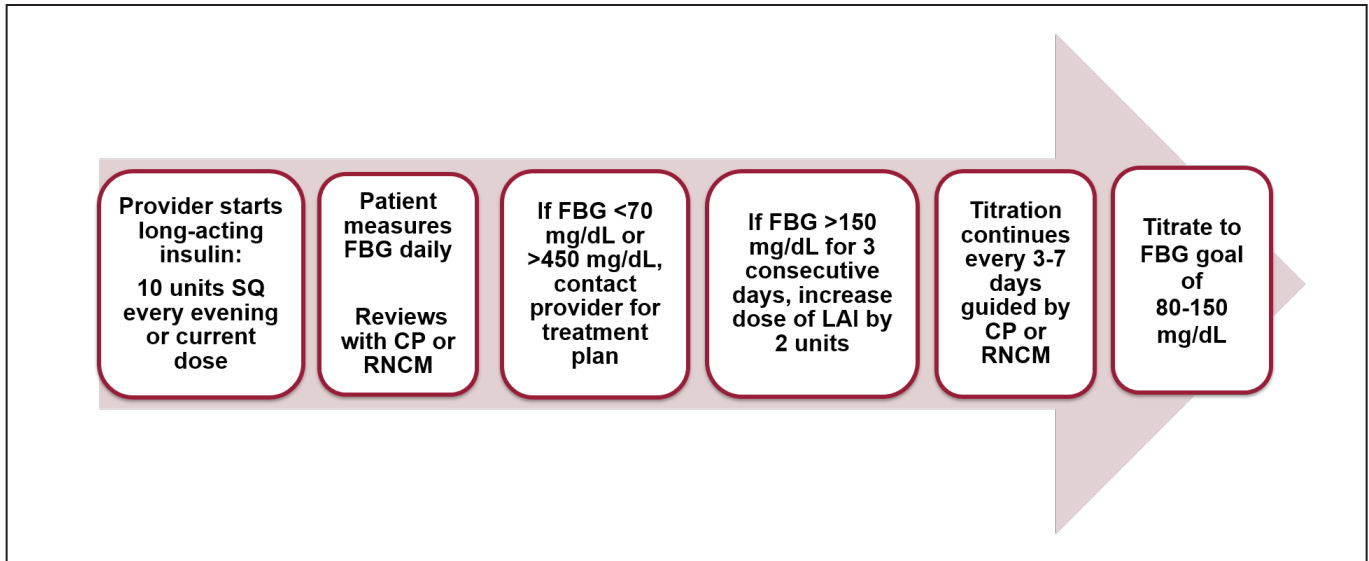 Provider starts
long-acting
insulin:
10 units SQ
every evening
or current
dose
Patient
measures
FBG daily
Reviews
with CP or
RNCM
If FBG <70
mg/dL or
>450 mg/dL,
contact
provider for
treatment
plan
If FBG >150
mg/dL for 3
consecutive
days, increase
dose of LAI by
2 units
Titration
continues
every 3-7
days
guided by
CP or
RNCM
Titrate to
FBG goal
of
80-150
mg/dL